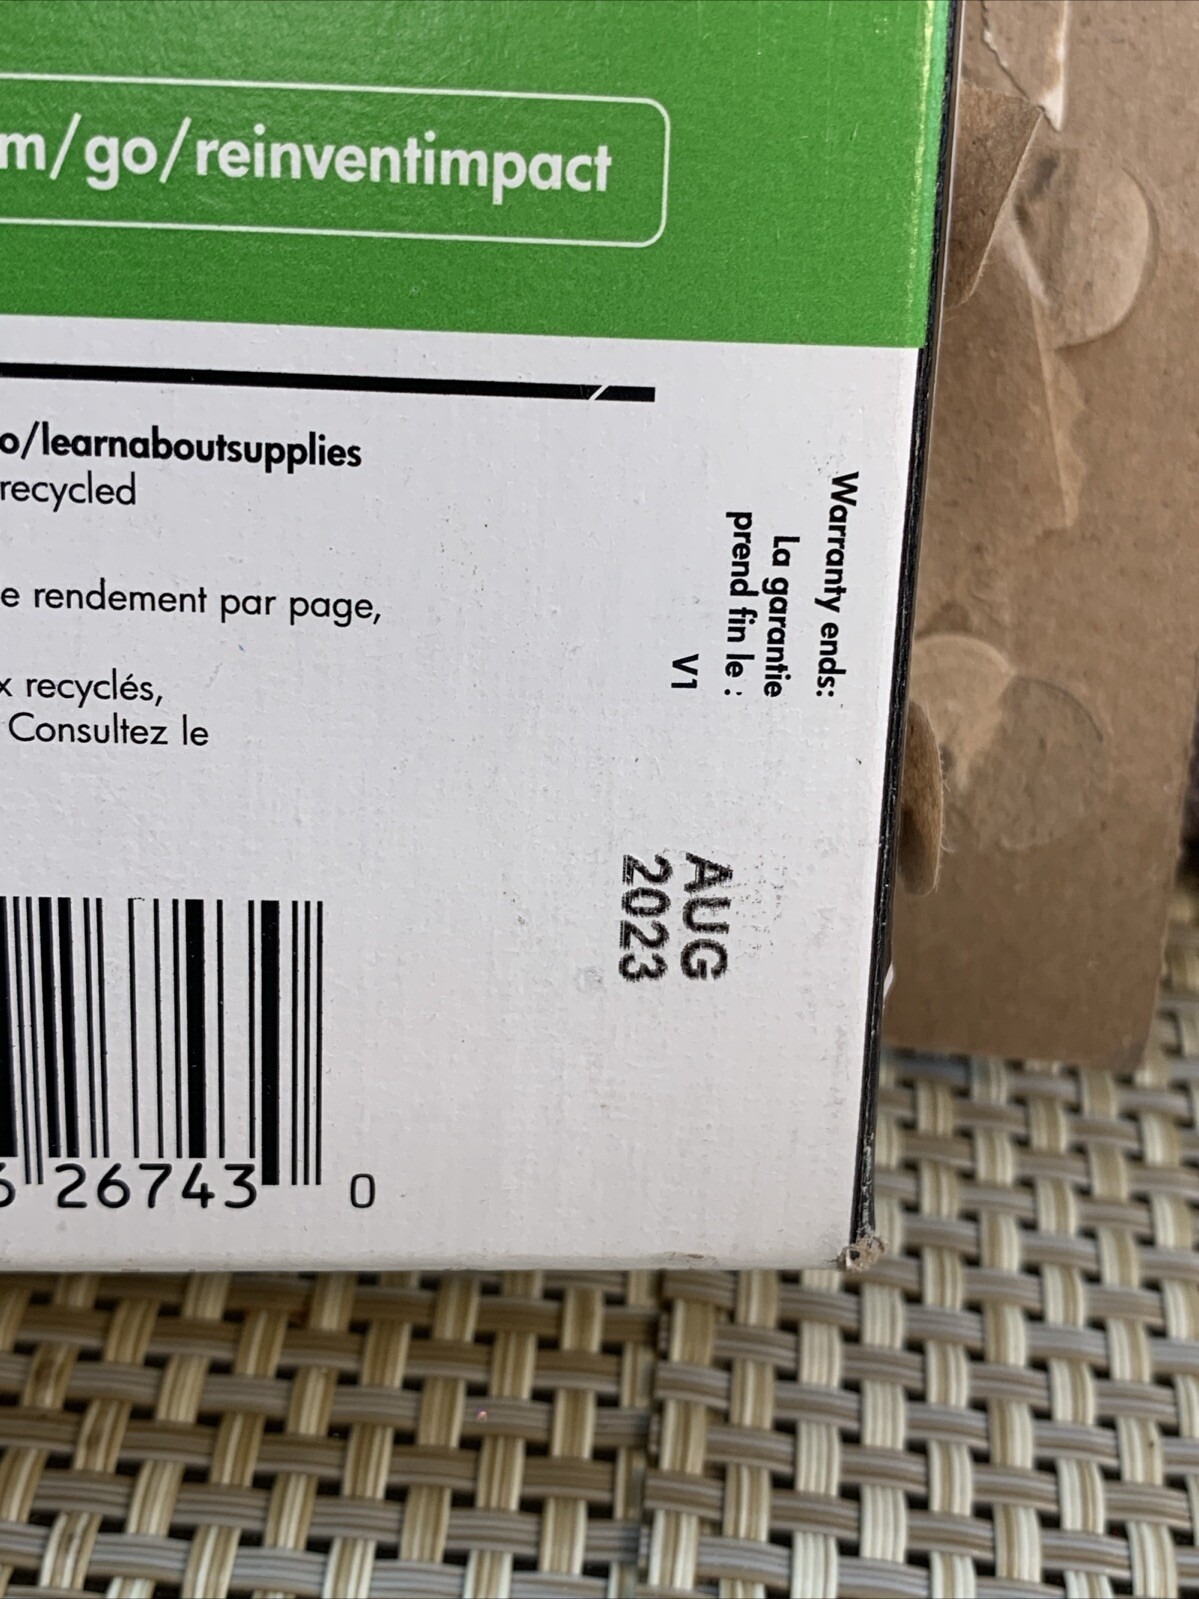 m/go/reinventimpact
o/learnaboutsupplies
recycled
e rendement par page,
x recyclés,
Consultez le
Warranty ends:
La garantie
prend fin le :
V1
AUG
2023
26743 0